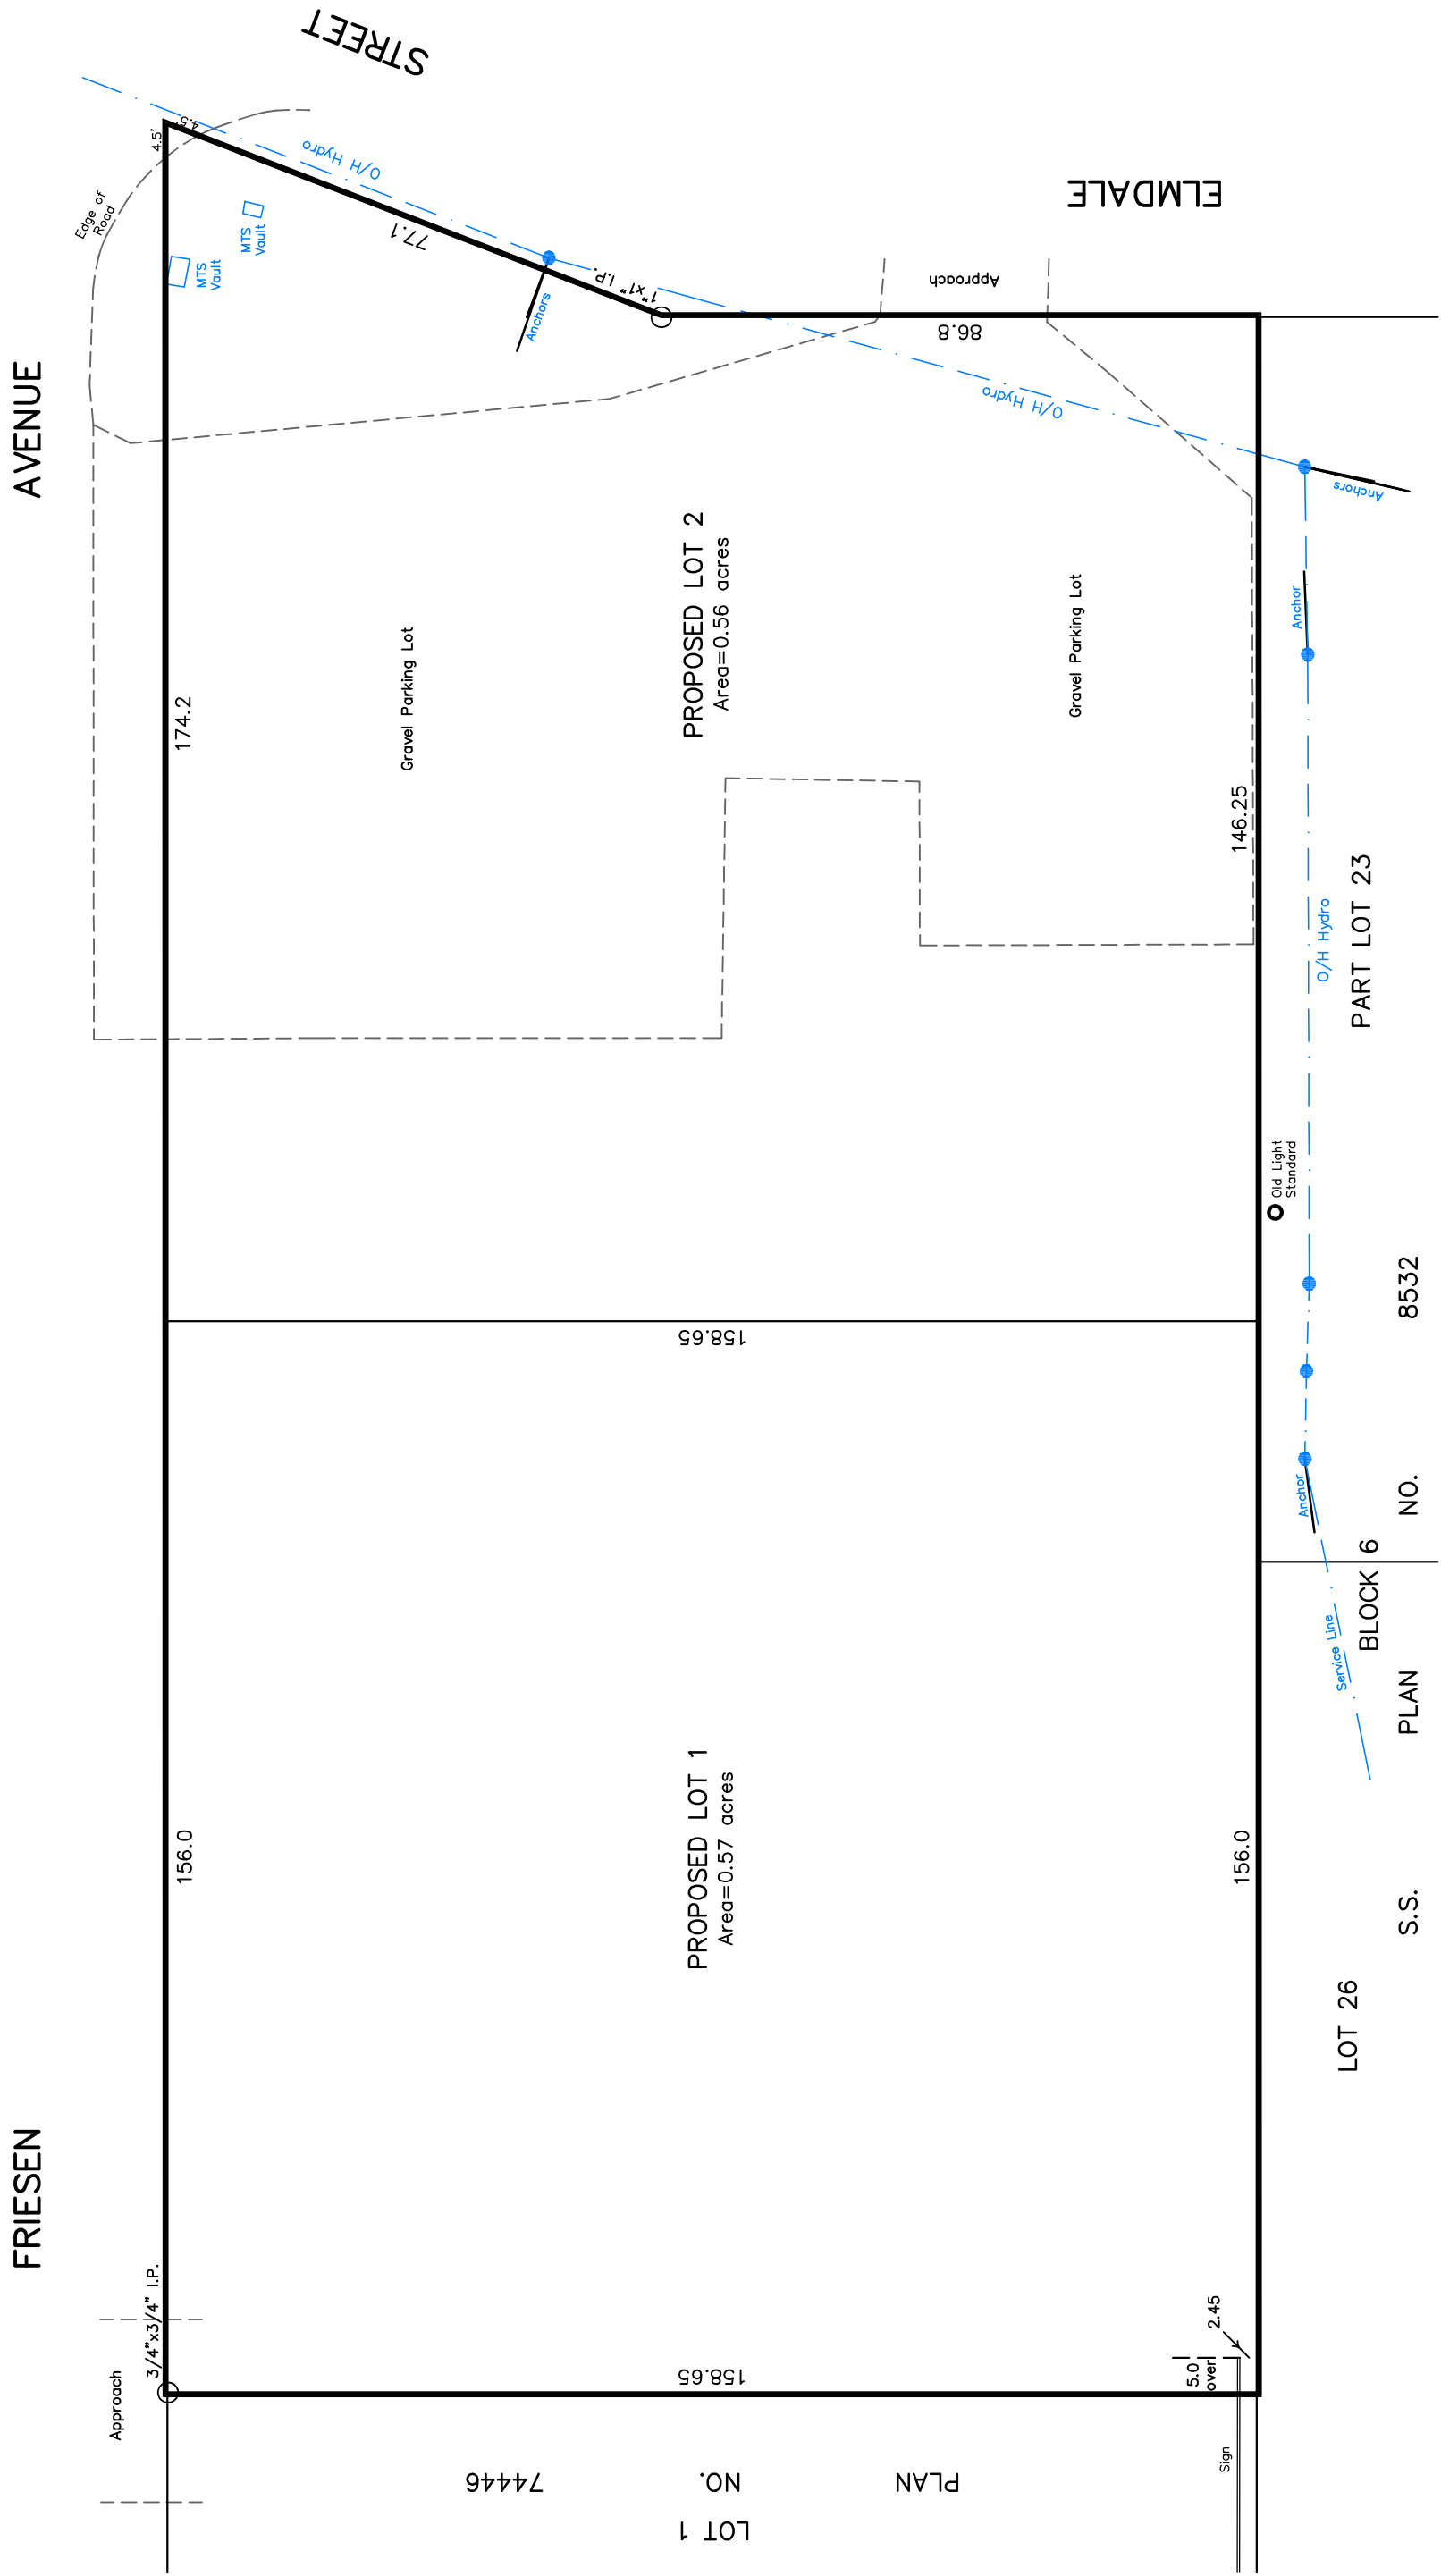 STREET
AVENUE
FRIESEN
ELMDALE
4.5'
4.5'
Edge of
Road
MTS
Vault
MTS
Vault
O/H Hydro
77.1
Anchors
1"x1" I.P.
Approach
86.8
O/H Hydro
Anchors
174.2
Gravel Parking Lot
PROPOSED LOT 2
Area=0.56 acres
Gravel Parking Lot
146.25
Anchor
O/H Hydro
PART LOT 23
Old Light
Standard
158.65
Anchor
Service Line
BLOCK 6
S.S. PLAN NO. 8532
LOT 26
156.0
PROPOSED LOT 1
Area=0.57 acres
156.0
3/4"x3/4" I.P.
Approach
158.65
2.45
5.0
over
Sign
PLAN NO. 74446
LOT 1